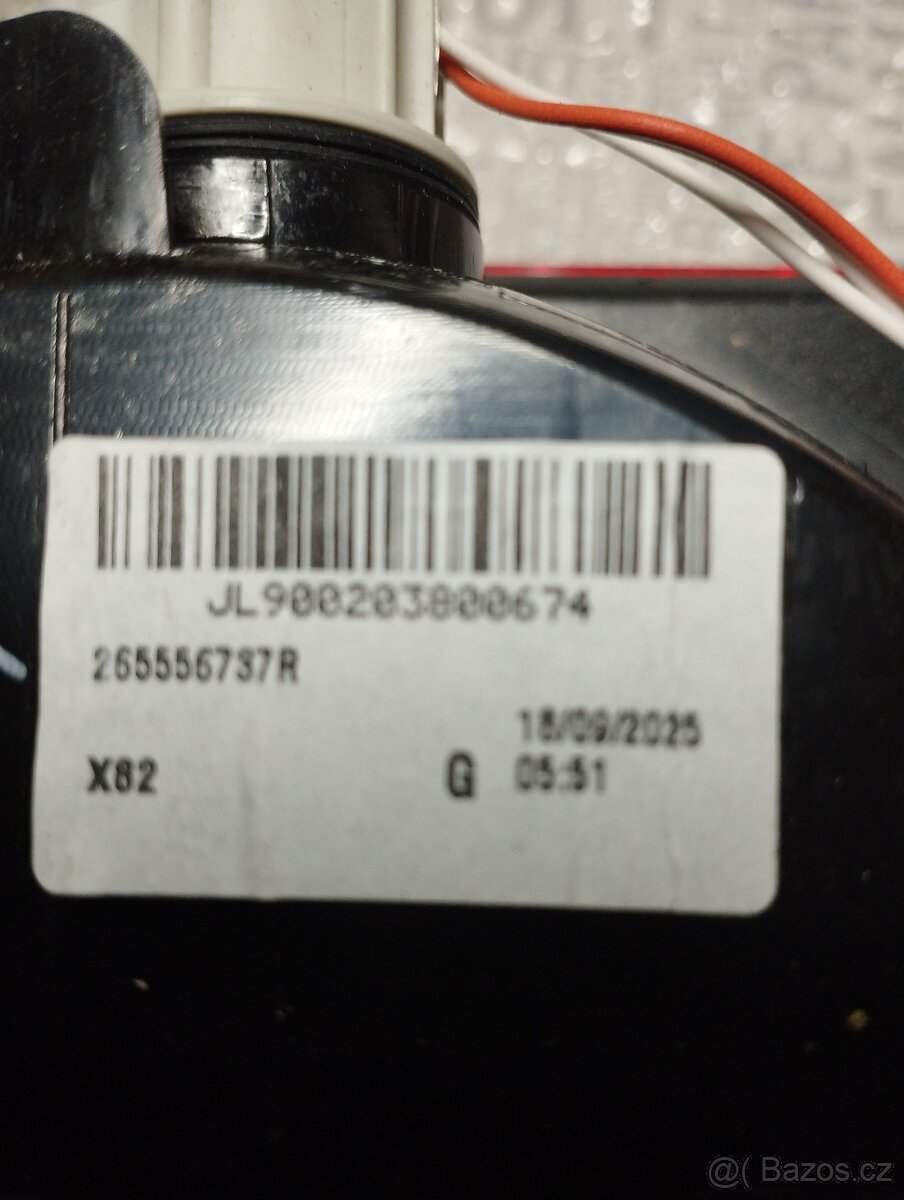 JL900203800674
265556737R
18/09/2025
X82 G 05:51
@( Bazos.cz